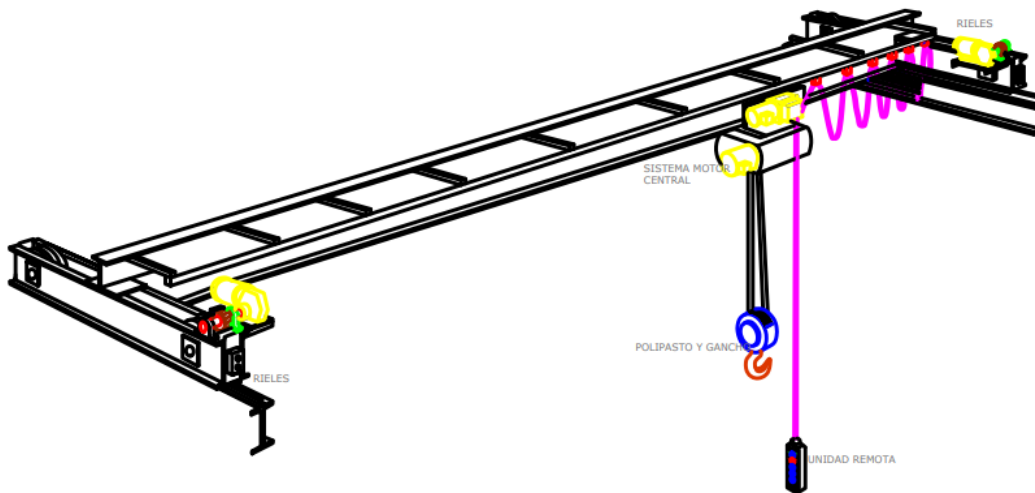 RIELES
SISTEMA MOTOR
CENTRAL
POLIPASTO Y GANCHO
RIELES
UNIDAD REMOTA